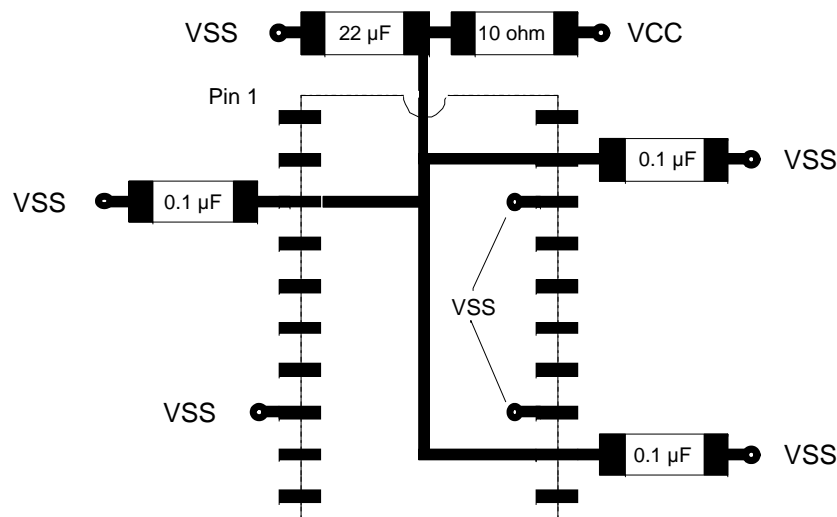 VSS 22 µF 10 ohm VCC
Pin 1
0.1 µF VSS
VSS 0.1 µF
VSS
VSS
0.1 µF VSS